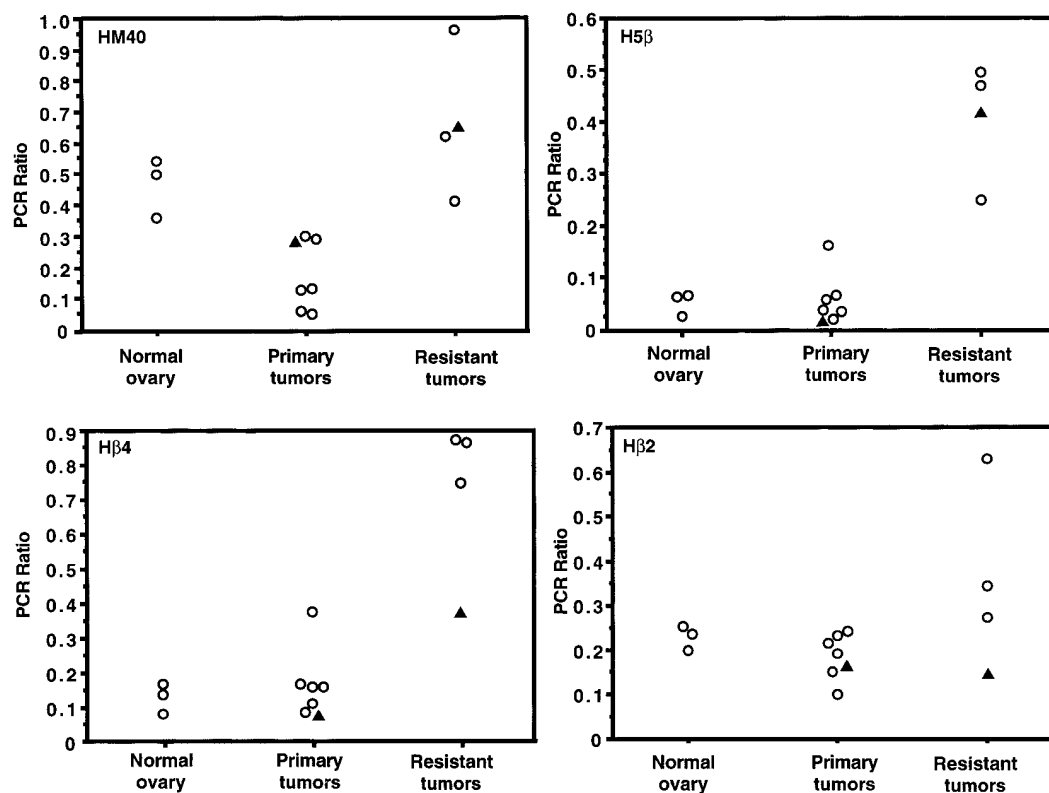 HM40
PCR Ratio
1.0
0.9
0.8
0.7
0.6
0.5
0.4
0.3
0.2
0.1
0
Normal ovary
Primary tumors
Resistant tumors
H5β
PCR Ratio
0.6
0.5
0.4
0.3
0.2
0.1
0
Normal ovary
Primary tumors
Resistant tumors
Hβ4
PCR Ratio
0.9
0.8
0.7
0.6
0.5
0.4
0.3
0.2
0.1
0
Normal ovary
Primary tumors
Resistant tumors
Hβ2
PCR Ratio
0.7
0.6
0.5
0.4
0.3
0.2
0.1
0
Normal ovary
Primary tumors
Resistant tumors